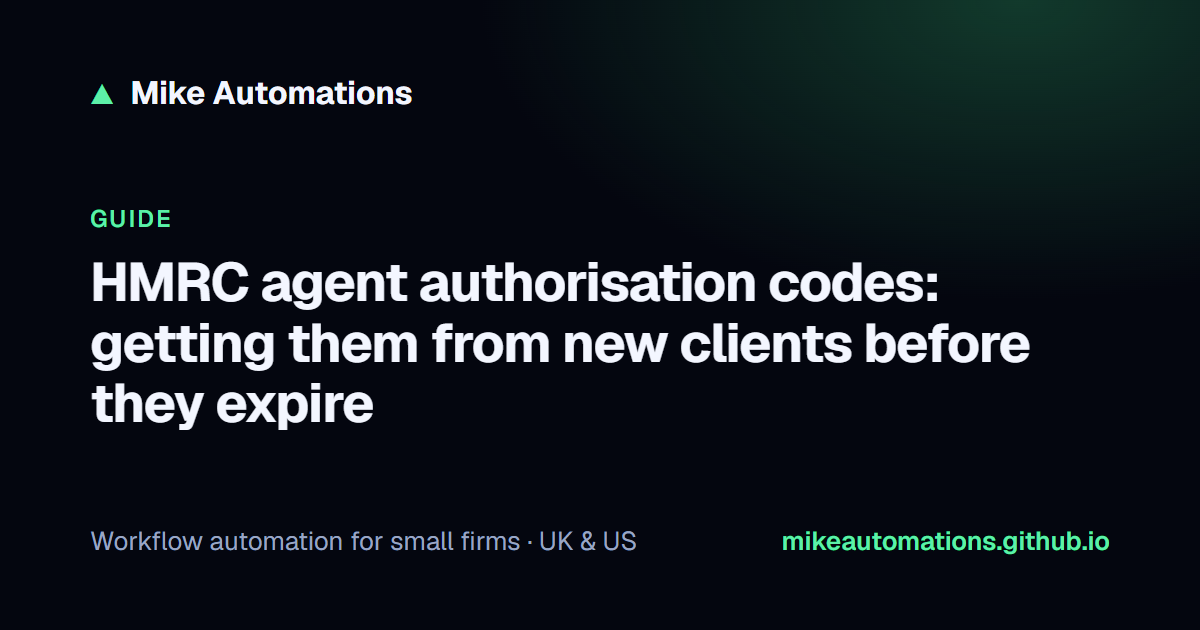 Mike Automations
GUIDE
HMRC agent authorisation codes:
getting them from new clients before
they expire
Workflow automation for small firms · UK & US
mikeautomations.github.io